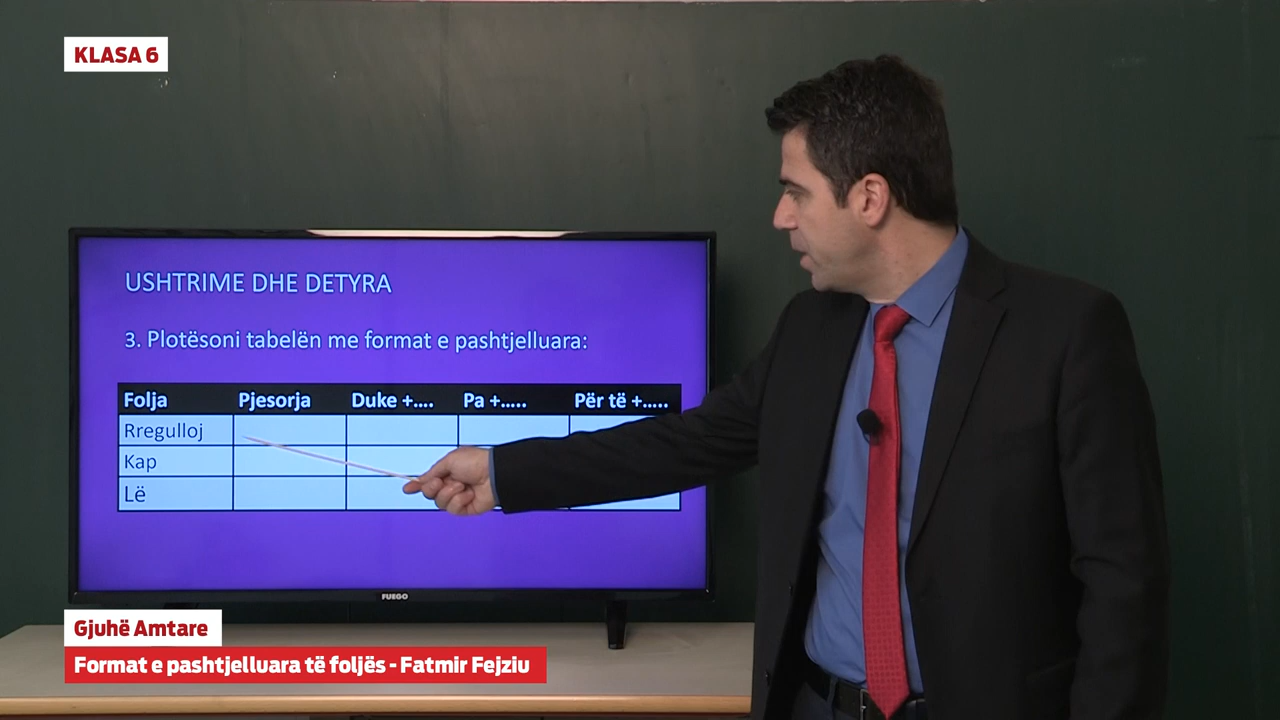 KLASA 6
USHTRIME DHE DETYRA
3. Plotësoni tabelën me format e pashtjelluara:
Folja Pjesorja Duke +.... Pa +..... Për të +.....
Rregulloj
Kap
Lë
FUEGO
Gjuhë Amtare
Format e pashtjelluara të foljës - Fatmir Fejziu